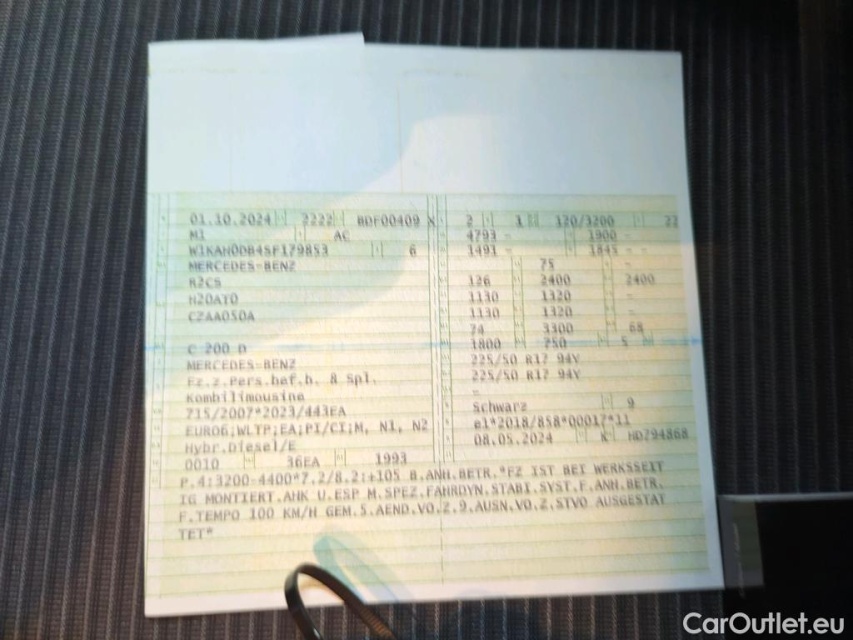 01.10.2024 2222 BDF00409 X 2 1 120/3200 22
M1 AC 4793 - 1900 -
W1KAH0DB4SF179853 6 1491 - 1845 - -
MERCEDES-BENZ 75
R2CS 126 2400 2400
H20AT0 1130 1320 -
CZAA050A 1130 1320 -
74 3300 68
C 200 D 1800 750 5 -
MERCEDES-BENZ 225/50 R17 94Y
Fz.z.Pers.bef.b. 8 Spl. 225/50 R17 94Y
Kombilimousine -
715/2007*2023/443EA Schwarz 9
EURO6;WLTP;EA;PI/CI;M, N1, N2 e1*2018/858*00017*11
Hybr.Diesel/E 08.05.2024 K HD794868
0010 36EA 1993
P.4:3200-4400*7.2/8.2:+105 B.ANH.BETR.*FZ IST BEI WERKSSEIT
IG MONTIERT.AHK U.ESP M.SPEZ.FAHRDYN.STABI.SYST.F.ANH.BETR.
F.TEMPO 100 KM/H GEM.5.AEND.VO.Z.9.AUSN.VO.Z.STVO AUSGESTAT
TET*
CarOutlet.eu